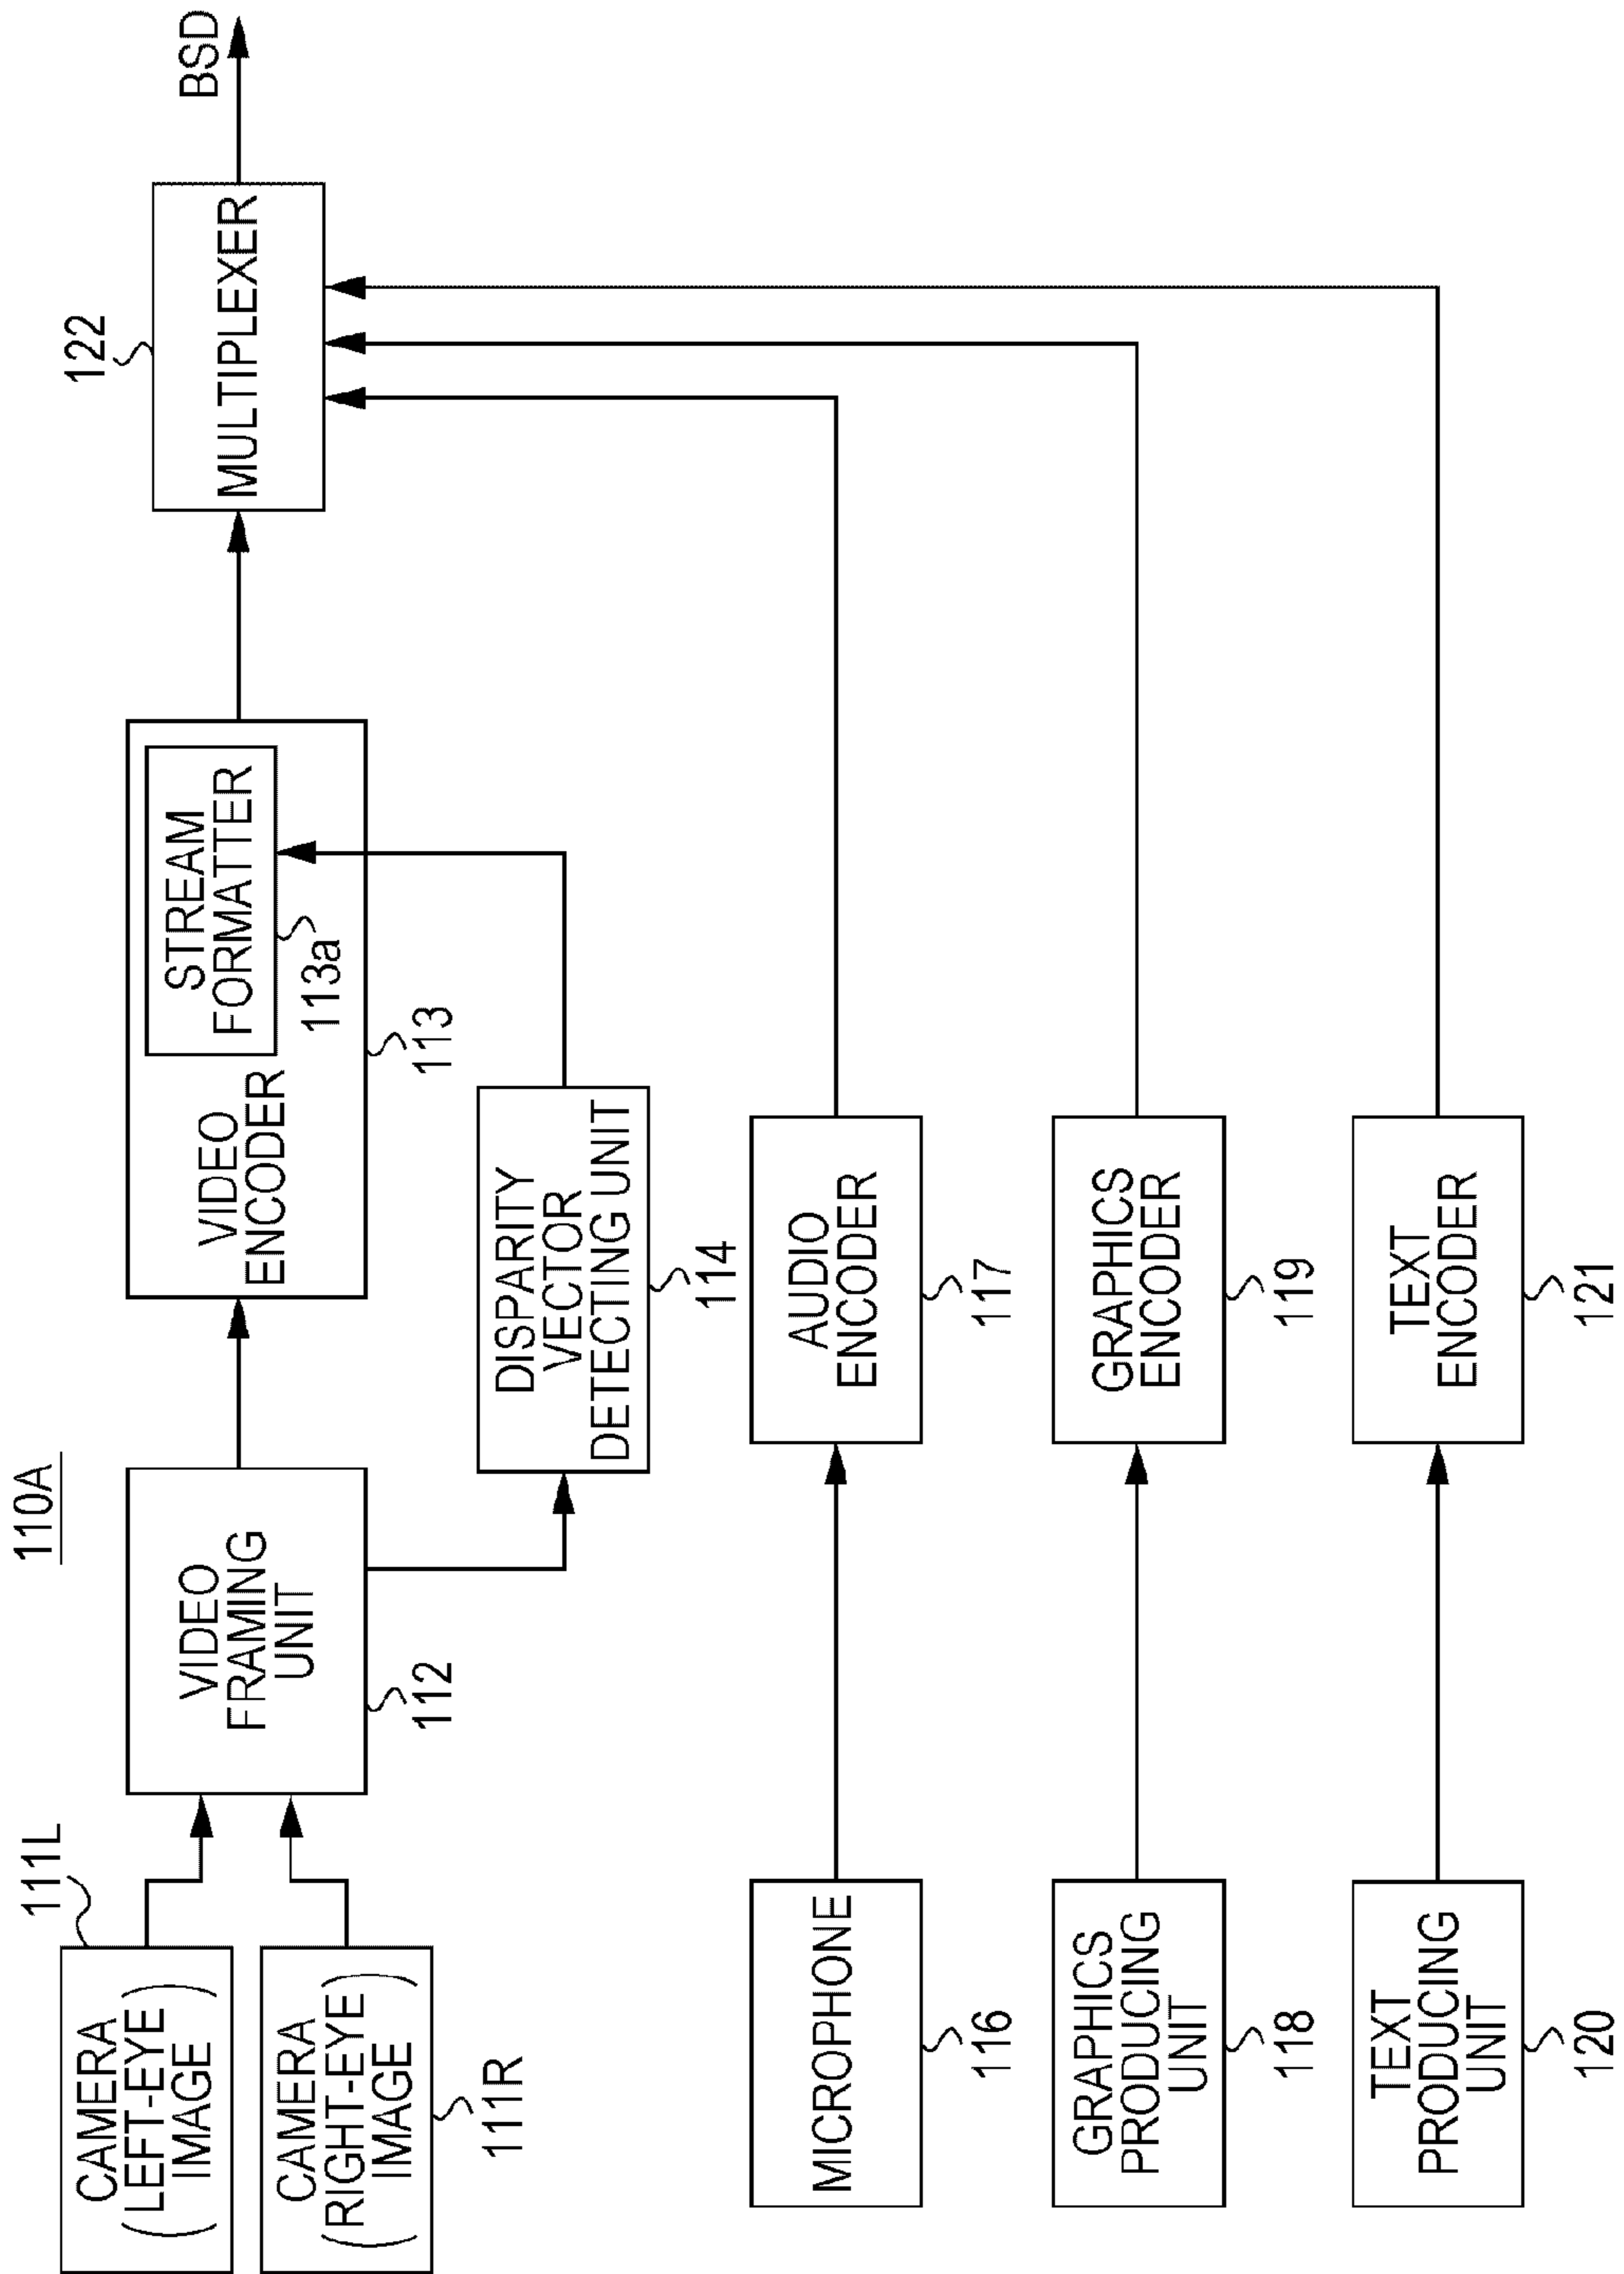 110A
CAMERA
(LEFT-EYE
IMAGE)
111L
CAMERA
(RIGHT-EYE
IMAGE)
111R
VIDEO
FRAMING
UNIT
112
VIDEO
ENCODER
STREAM
FORMATTER
113a
113
DISPARITY
VECTOR
DETECTING UNIT
114
MULTIPLEXER
122
BSD
MICROPHONE
116
AUDIO
ENCODER
117
GRAPHICS
PRODUCING
UNIT
118
GRAPHICS
ENCODER
119
TEXT
PRODUCING
UNIT
120
TEXT
ENCODER
121